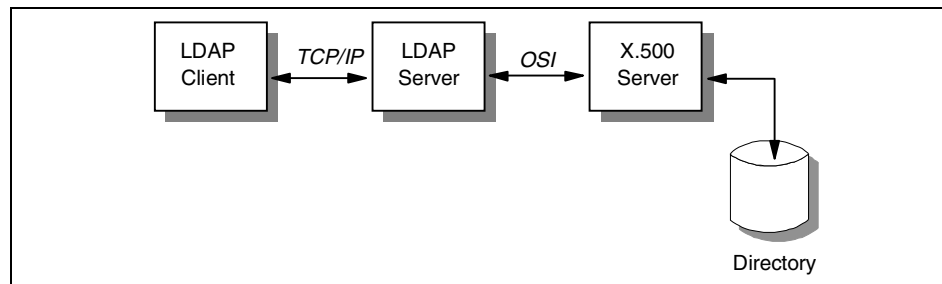 LDAP
Client
TCP/IP
LDAP
Server
OSI
X.500
Server
Directory